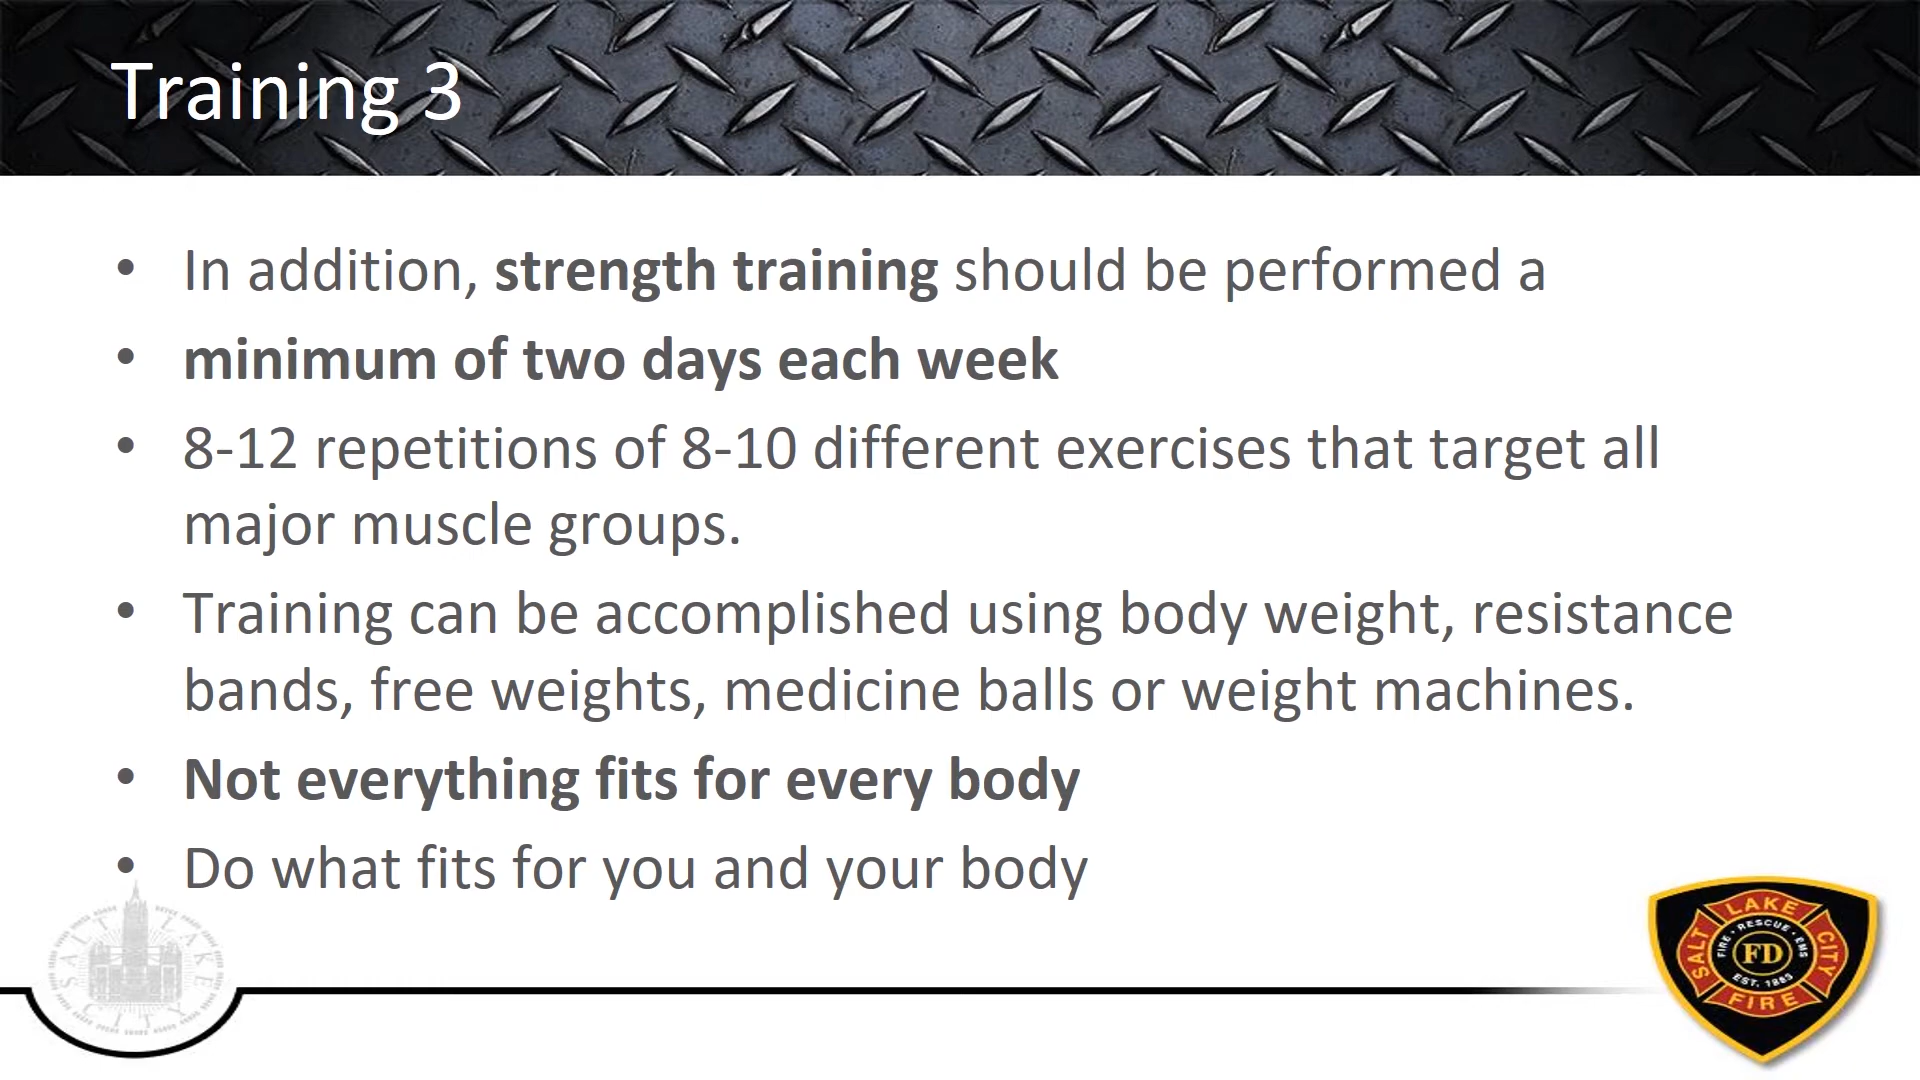 Training 3
• In addition, strength training should be performed a
• minimum of two days each week
• 8-12 repetitions of 8-10 different exercises that target all
major muscle groups.
• Training can be accomplished using body weight, resistance
bands, free weights, medicine balls or weight machines.
• Not everything fits for every body
• Do what fits for you and your body
SALT LAKE CITY
SALT LAKE CITY FIRE
FIRE • RESCUE • EMS
FD
EST. 1883